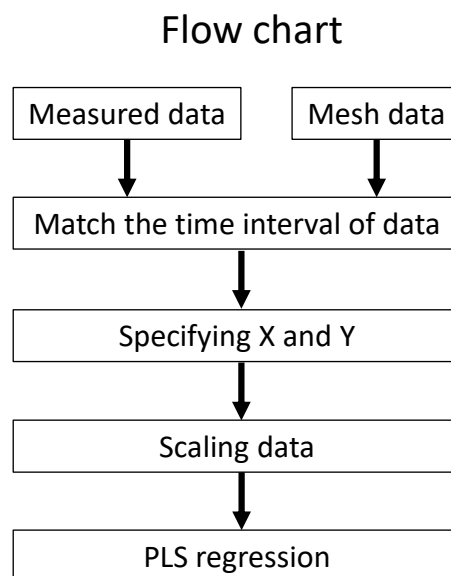 Flow chart
Measured data
Mesh data
Match the time interval of data
Specifying X and Y
Scaling data
PLS regression